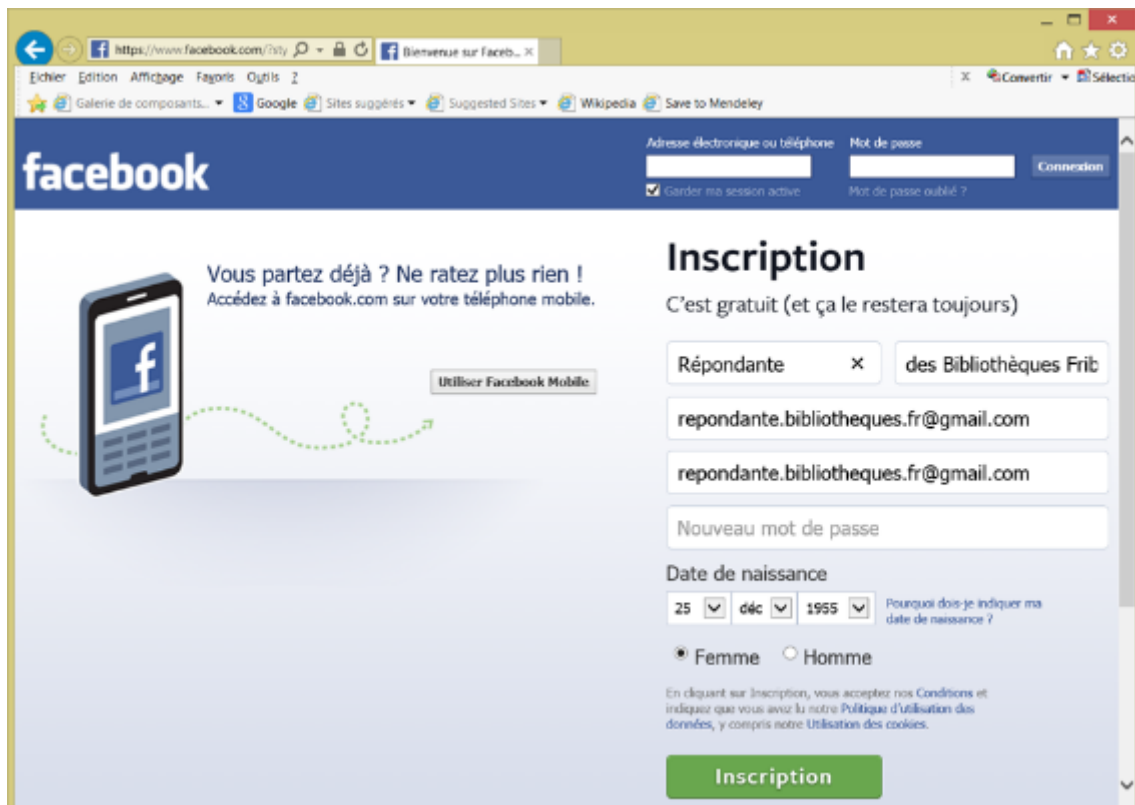 https://www.facebook.com/?sty
Bienvenue sur Faceb...
Fichier Edition Affichage Favoris Outils ?
X Convertir Sélectio
Galerie de composants... Google Sites suggérés Suggested Sites Wikipedia Save to Mendeley
facebook
Adresse électronique ou téléphone Mot de passe
Connexion
Garder ma session active Mot de passe oublié ?
Vous partez déjà ? Ne ratez plus rien !
Accédez à facebook.com sur votre téléphone mobile.
Utiliser Facebook Mobile
Inscription
C'est gratuit (et ça le restera toujours)
Répondante × des Bibliothèques Frib
repondante.bibliotheques.fr@gmail.com
repondante.bibliotheques.fr@gmail.com
Nouveau mot de passe
Date de naissance
25 déc 1955
Pourquoi dois-je indiquer ma
date de naissance ?
Femme Homme
En cliquant sur Inscription, vous acceptez nos Conditions et
indiquez que vous avez lu notre Politique d'utilisation des
données, y compris notre Utilisation des cookies.
Inscription